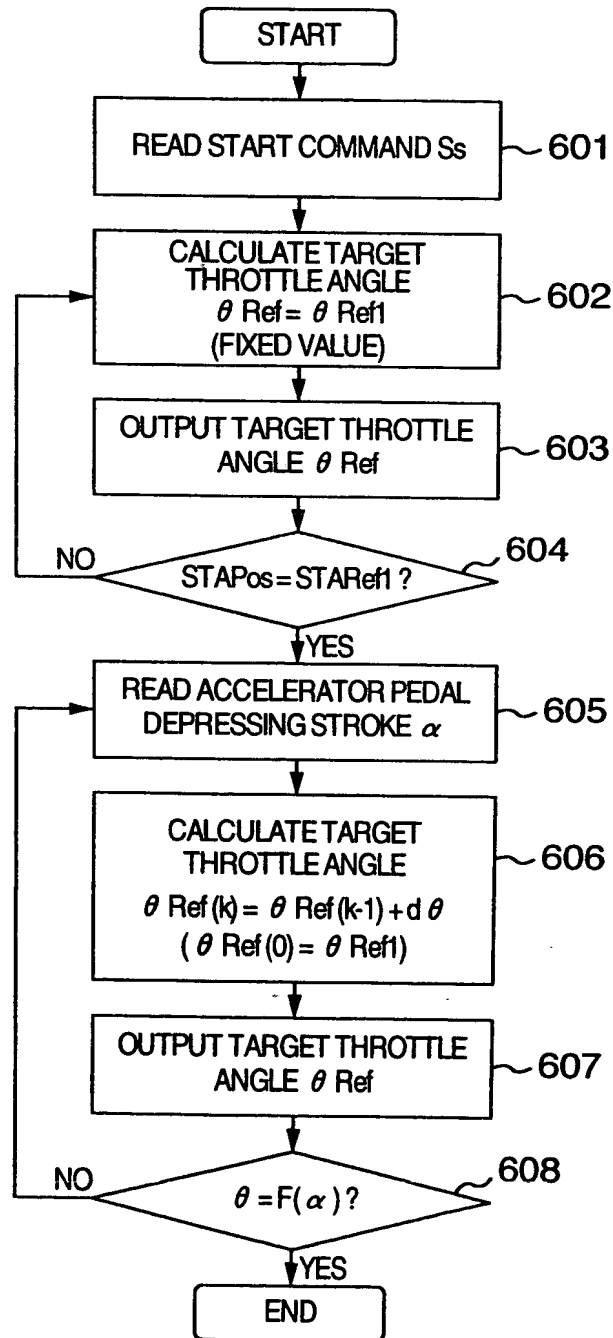 START
READ START COMMAND Ss
601
CALCULATE TARGET
THROTTLE ANGLE
θ Ref = θ Ref1
(FIXED VALUE)
602
OUTPUT TARGET THROTTLE
ANGLE θ Ref
603
604
NO
STAPos = STARef1 ?
YES
READ ACCELERATOR PEDAL
DEPRESSING STROKE α
605
CALCULATE TARGET
THROTTLE ANGLE
θ Ref (k) = θ Ref (k-1) + d θ
( θ Ref (0) = θ Ref1)
606
OUTPUT TARGET THROTTLE
ANGLE θ Ref
607
608
NO
θ = F( α ) ?
YES
END